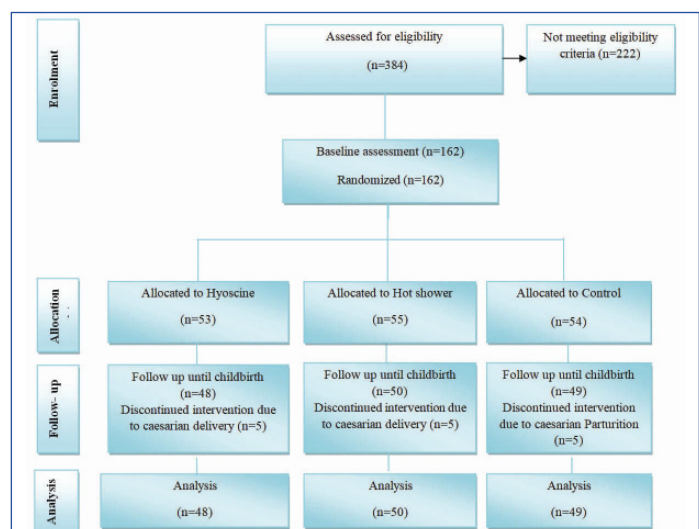 Enrolment
Assessed for eligibility
(n=384)
Not meeting eligibility
criteria (n=222)
Baseline assessment (n=162)
Randomized (n=162)
Allocation
Allocated to Hyoscine
(n=53)
Allocated to Hot shower
(n=55)
Allocated to Control
(n=54)
Follow- up
Follow up until childbirth
(n=48)
Discontinued intervention due
to caesarian delivery (n=5)
Follow up until childbirth
(n=50)
Discontinued intervention due
to caesarian delivery (n=5)
Follow up until childbirth
(n=49)
Discontinued intervention
due to caesarian Parturition
(n=5)
Analysis
Analysis
(n=48)
Analysis
(n=50)
Analysis
(n=49)